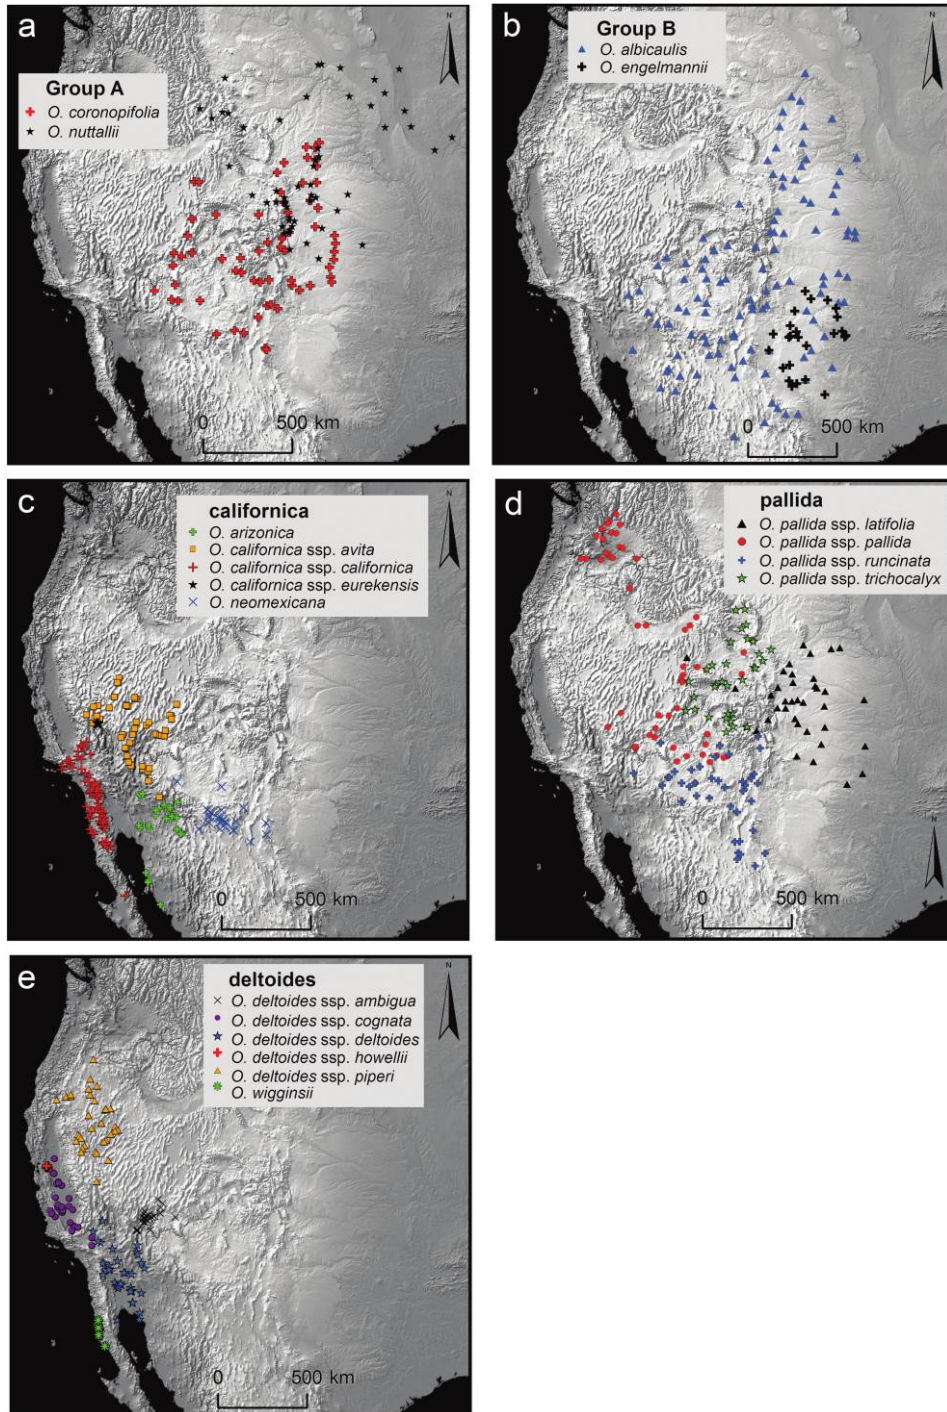 a
Group A
O. coronopifolia
O. nuttallii
N
0 500 km
b
Group B
O. albicaulis
O. engelmannii
N
0 500 km
c
californica
O. arizonica
O. californica ssp. avita
O. californica ssp. californica
O. californica ssp. eurekensis
O. neomexicana
N
0 500 km
d
pallida
O. pallida ssp. latifolia
O. pallida ssp. pallida
O. pallida ssp. runcinata
O. pallida ssp. trichocalyx
N
0 500 km
e
deltoides
O. deltoides ssp. ambigua
O. deltoides ssp. cognata
O. deltoides ssp. deltoides
O. deltoides ssp. howellii
O. deltoides ssp. piperi
O. wigginsii
N
0 500 km